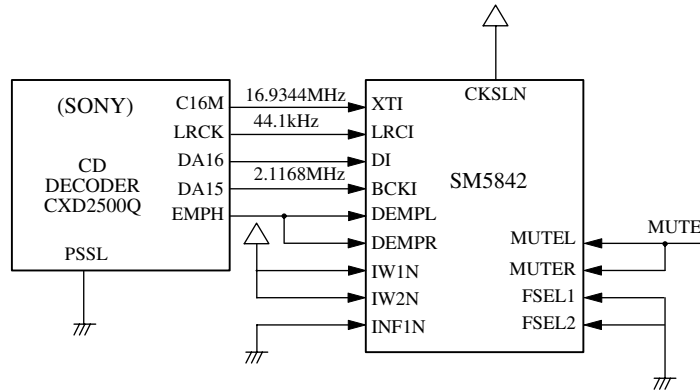 CKSLN
(SONY)
CD
DECODER
CXD2500Q
C16M
LRCK
DA16
DA15
EMPH
PSSL
16.9344MHz
44.1kHz
2.1168MHz
XTI
LRCI
DI
BCKI
DEMPL
DEMPR
IW1N
IW2N
INF1N
SM5842
MUTEL
MUTER
FSEL1
FSEL2
MUTE